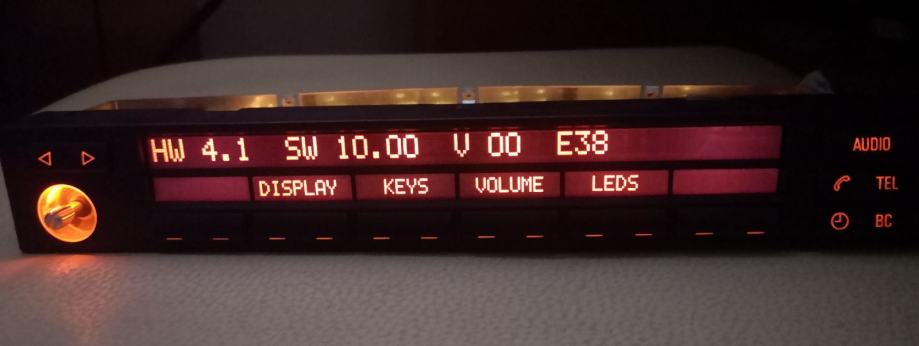 HW 4.1 SW 10.00 V 00 E38
DISPLAY KEYS VOLUME LEDS
AUDIO
TEL
BC